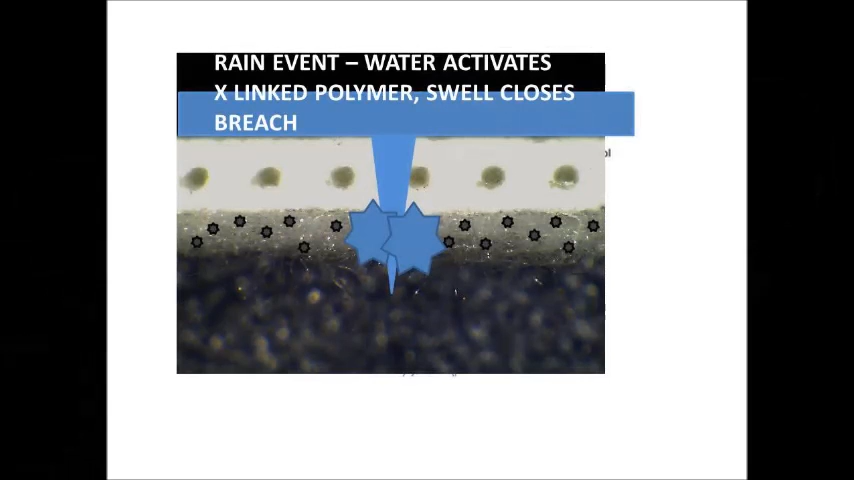 RAIN EVENT – WATER ACTIVATES
X LINKED POLYMER, SWELL CLOSES
BREACH